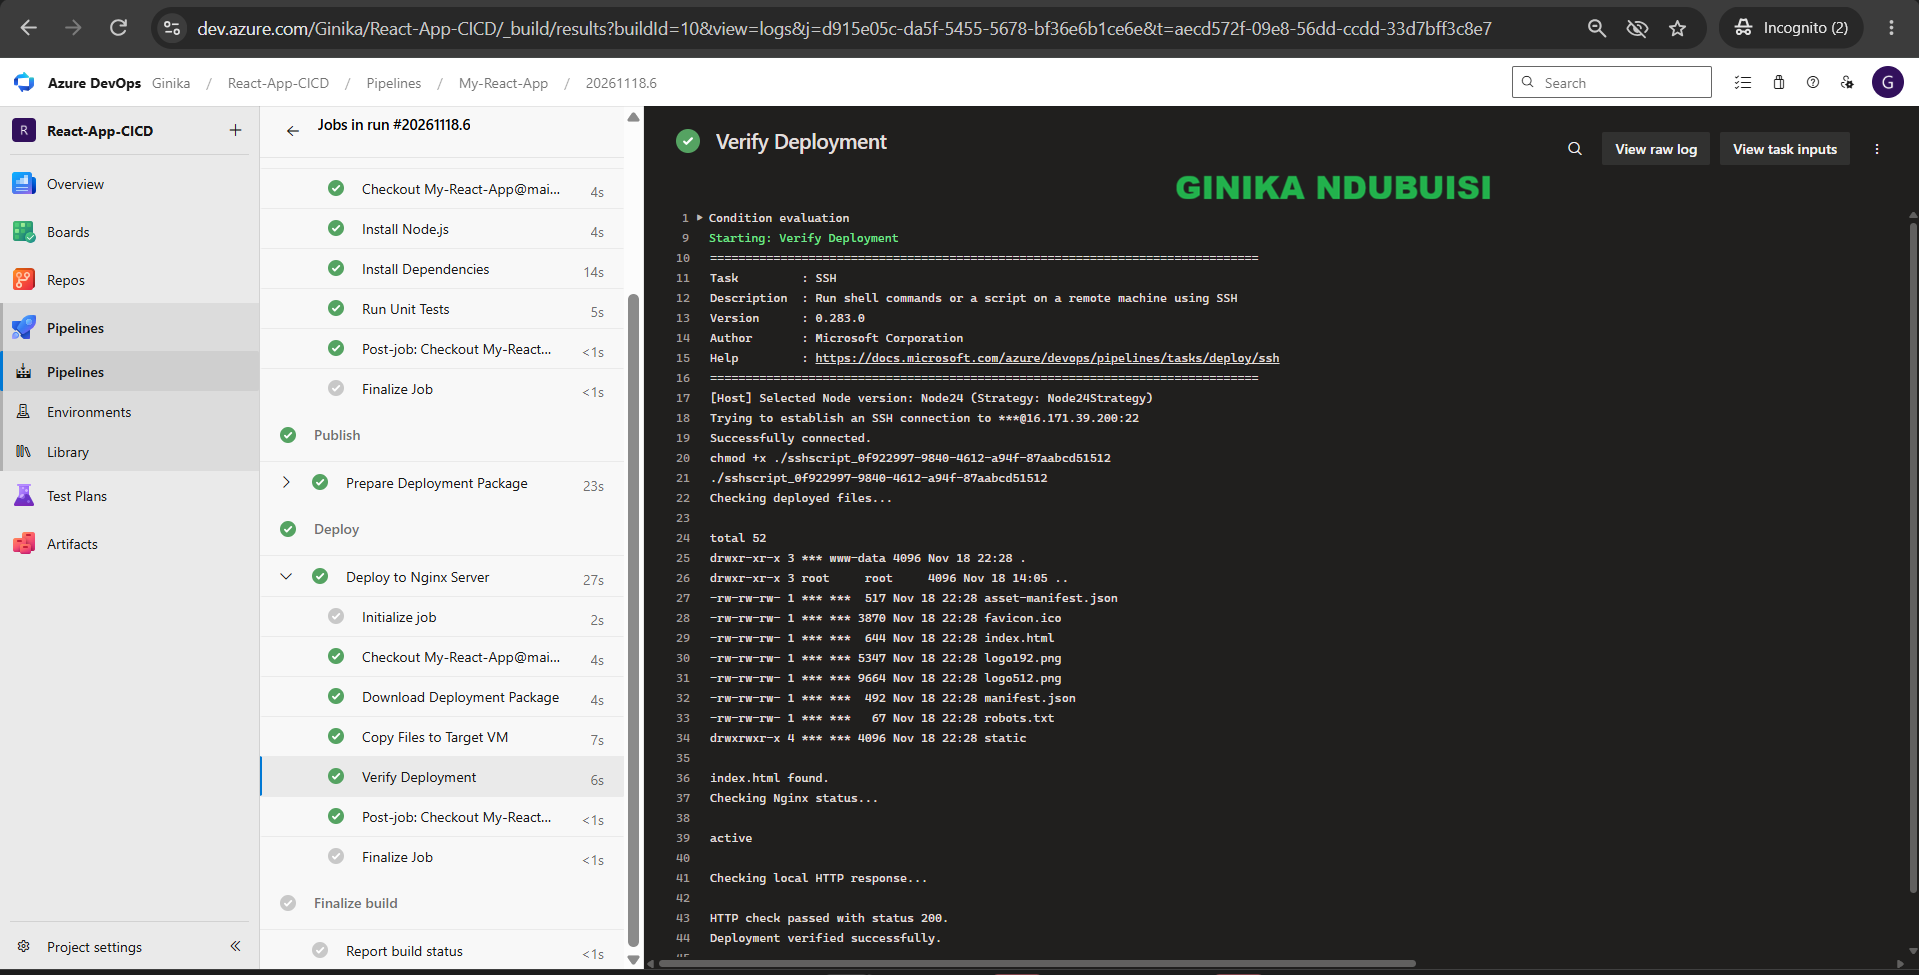 dev.azure.com/Ginika/React-App-CICD/_build/results?buildId=10&view=logs&j=d915e05c-da5f-5455-5678-bf36e6b1ce6e&t=aecd572f-09e8-56dd-ccdd-33d7bff3c8e7
Incognito (2)
Azure DevOps Ginika / React-App-CICD / Pipelines / My-React-App / 20261118.6
Search
G
R React-App-CICD +
Overview
Boards
Repos
Pipelines
Pipelines
Environments
Library
Test Plans
Artifacts
Project settings
Jobs in run #20261118.6
Checkout My-React-App@mai... 4s
Install Node.js 4s
Install Dependencies 14s
Run Unit Tests 5s
Post-job: Checkout My-React... <1s
Finalize Job <1s
Publish
Prepare Deployment Package 23s
Deploy
Deploy to Nginx Server 27s
Initialize job 2s
Checkout My-React-App@mai... 4s
Download Deployment Package 4s
Copy Files to Target VM 7s
Verify Deployment 6s
Post-job: Checkout My-React... <1s
Finalize Job <1s
Finalize build
Report build status <1s
Verify Deployment
View raw log
View task inputs
GINIKA NDUBUISI
1 Condition evaluation
9 Starting: Verify Deployment
10 ==============================================================================
11 Task         : SSH
12 Description  : Run shell commands or a script on a remote machine using SSH
13 Version      : 0.283.0
14 Author       : Microsoft Corporation
15 Help         : https://docs.microsoft.com/azure/devops/pipelines/tasks/deploy/ssh
16 ==============================================================================
17 [Host] Selected Node version: Node24 (Strategy: Node24Strategy)
18 Trying to establish an SSH connection to ***@16.171.39.200:22
19 Successfully connected.
20 chmod +x ./sshscript_0f922997-9840-4612-a94f-87aabcd51512
21 ./sshscript_0f922997-9840-4612-a94f-87aabcd51512
22 Checking deployed files...
23
24 total 52
25 drwxr-xr-x 3 *** www-data 4096 Nov 18 22:28 .
26 drwxr-xr-x 3 root     root     4096 Nov 18 14:05 ..
27 -rw-rw-rw- 1 *** ***  517 Nov 18 22:28 asset-manifest.json
28 -rw-rw-rw- 1 *** *** 3870 Nov 18 22:28 favicon.ico
29 -rw-rw-rw- 1 *** ***  644 Nov 18 22:28 index.html
30 -rw-rw-rw- 1 *** *** 5347 Nov 18 22:28 logo192.png
31 -rw-rw-rw- 1 *** *** 9664 Nov 18 22:28 logo512.png
32 -rw-rw-rw- 1 *** ***  492 Nov 18 22:28 manifest.json
33 -rw-rw-rw- 1 *** ***   67 Nov 18 22:28 robots.txt
34 drwxrwxr-x 4 *** *** 4096 Nov 18 22:28 static
35
36 index.html found.
37 Checking Nginx status...
38
39 active
40
41 Checking local HTTP response...
42
43 HTTP check passed with status 200.
44 Deployment verified successfully.